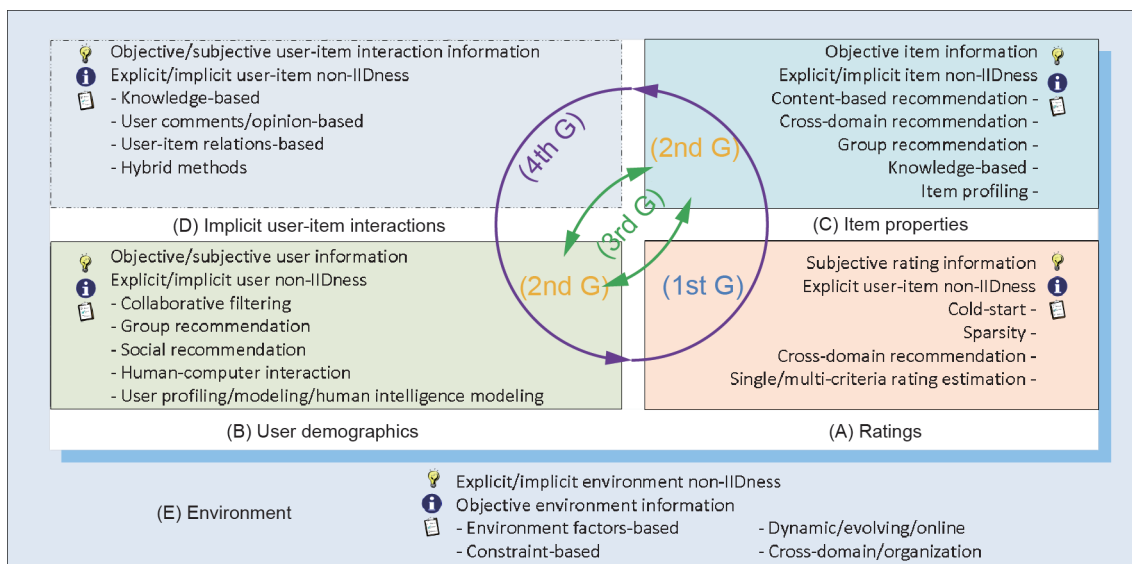 Objective/subjective user-item interaction information
Explicit/implicit user-item non-IIDness
- Knowledge-based
- User comments/opinion-based
- User-item relations-based
- Hybrid methods
(D) Implicit user-item interactions
Objective item information
Explicit/implicit item non-IIDness
Content-based recommendation -
Cross-domain recommendation -
Group recommendation -
Knowledge-based -
Item profiling -
(C) Item properties
(4th G)
(2nd G)
(3rd G)
(2nd G)
(1st G)
Objective/subjective user information
Explicit/implicit user non-IIDness
- Collaborative filtering
- Group recommendation
- Social recommendation
- Human-computer interaction
- User profiling/modeling/human intelligence modeling
(B) User demographics
Subjective rating information
Explicit user-item non-IIDness
Cold-start -
Sparsity -
Cross-domain recommendation -
Single/multi-criteria rating estimation -
(A) Ratings
(E) Environment
Explicit/implicit environment non-IIDness
Objective environment information
- Environment factors-based
- Constraint-based
- Dynamic/evolving/online
- Cross-domain/organization